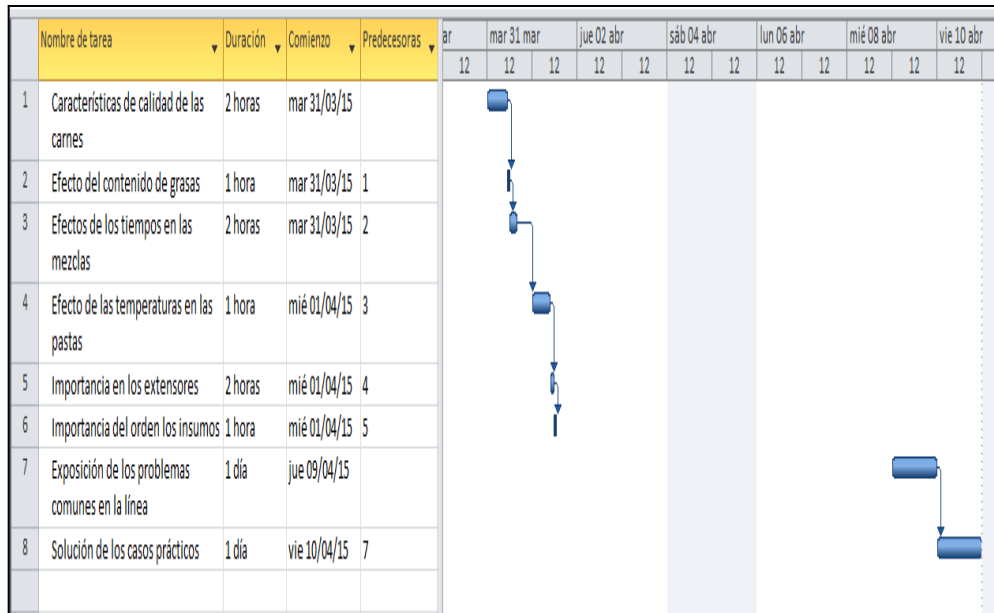 Nombre de tarea Duración Comienzo Predecesoras ar mar 31 mar jue 02 abr sáb 04 abr lun 06 abr mié 08 abr vie 10 abr
12 12 12 12 12 12 12 12 12 12 12 12
1 Características de calidad de las 2 horas mar 31/03/15
carnes
2 Efecto del contenido de grasas 1 hora mar 31/03/15 1
3 Efectos de los tiempos en las 2 horas mar 31/03/15 2
mezclas
4 Efecto de las temperaturas en las 1 hora mié 01/04/15 3
pastas
5 Importancia en los extensores 2 horas mié 01/04/15 4
6 Importancia del orden los insumos 1 hora mié 01/04/15 5
7 Exposición de los problemas 1 día jue 09/04/15
comunes en la línea
8 Solución de los casos prácticos 1 día vie 10/04/15 7